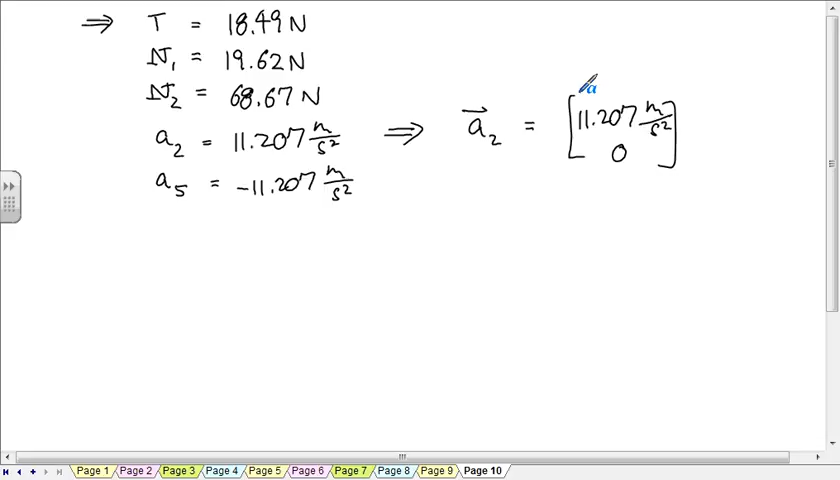 ⇒ T = 18.49 N
N₁ = 19.62 N
N₂ = 68.67 N
a₂ = 11.207 m/s² ⇒ a⃗₂ = [11.207 m/s²
0]
a₅ = -11.207 m/s²
a
Page 1 Page 2 Page 3 Page 4 Page 5 Page 6 Page 7 Page 8 Page 9 Page 10